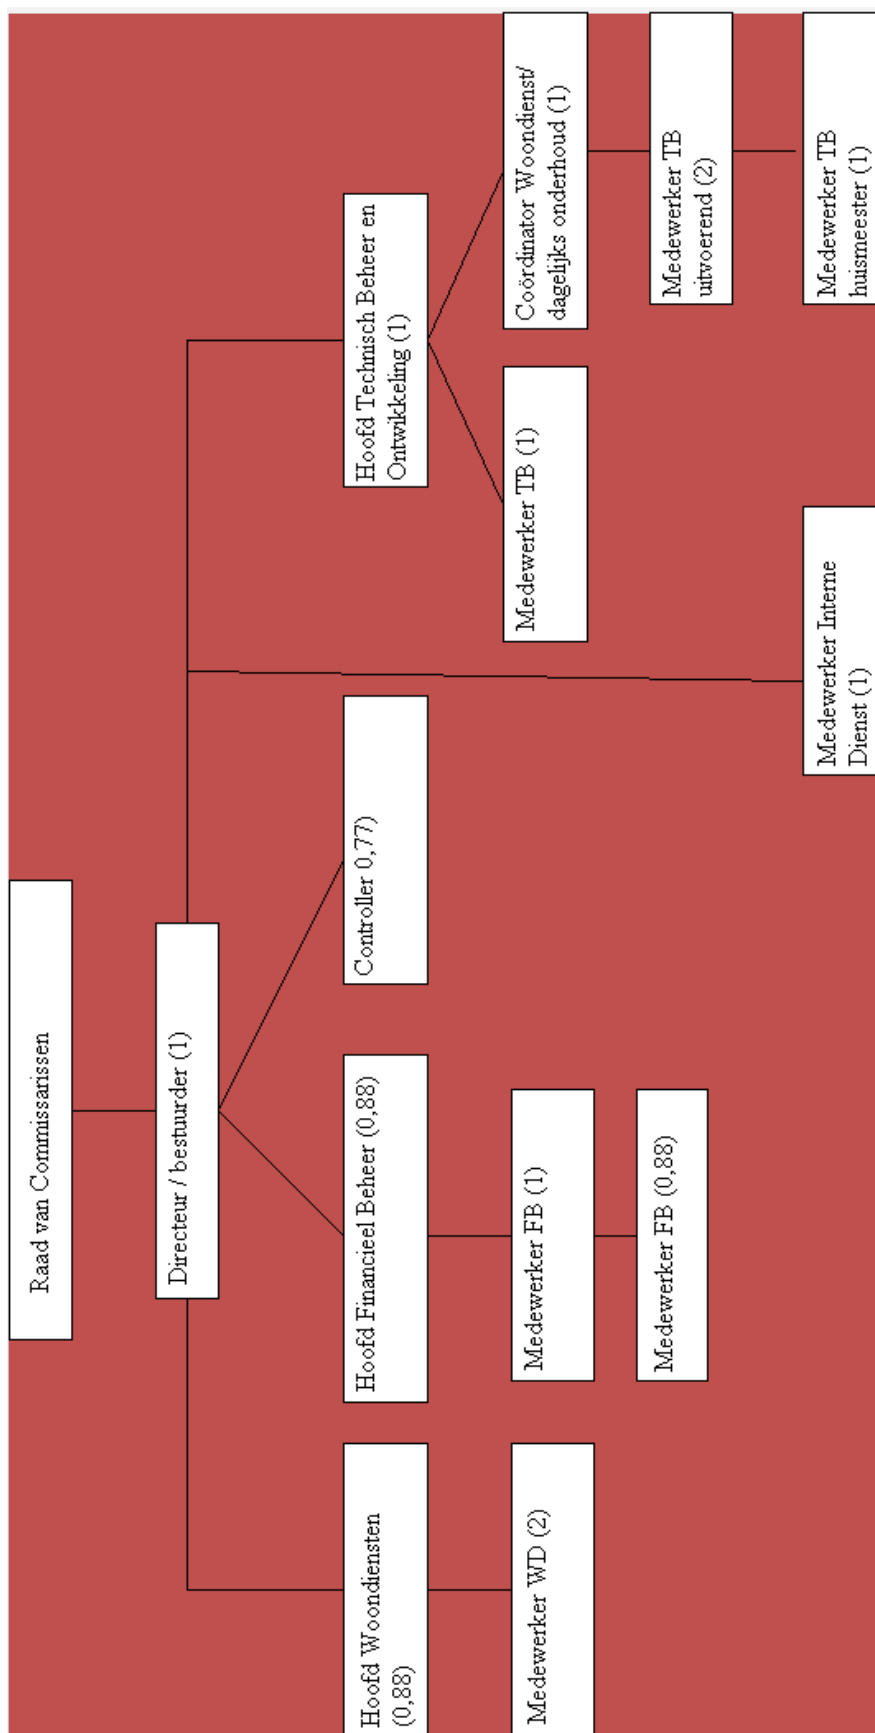 Raad van Commissarissen
Directeur / bestuurder (1)
Hoofd Woondiensten
(0,88)
Hoofd Financieel Beheer (0,88)
Controller 0,77)
Hoofd Technisch Beheer en
Ontwikkeling (1)
Medewerker WD (2)
Medewerker FB (1)
Medewerker TB (1)
Coördinator Woondienst/
dagelijks onderhoud (1)
Medewerker FB (0,88)
Medewerker TB
uitvoerend (2)
Medewerker Interne
Dienst (1)
Medewerker TB
huismeester (1)